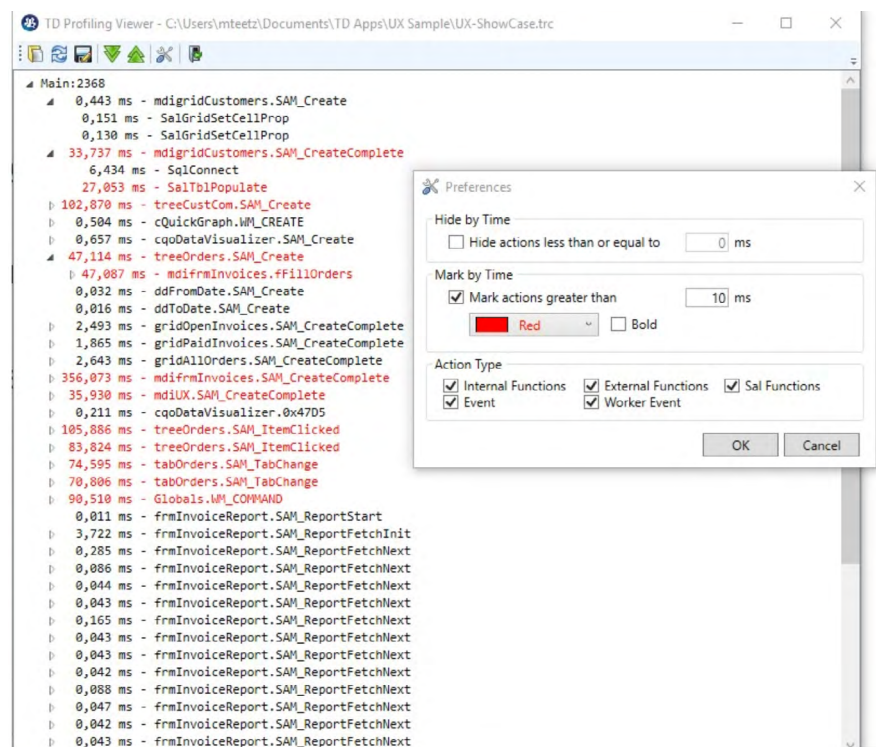 TD Profiling Viewer - C:\Users\mteetz\Documents\TD Apps\UX Sample\UX-ShowCase.trc
Main:2368
0,443 ms - mdigridCustomers.SAM_Create
0,151 ms - SalGridSetCellProp
0,130 ms - SalGridSetCellProp
33,737 ms - mdigridCustomers.SAM_CreateComplete
6,434 ms - SqlConnect
27,053 ms - SalTblPopulate
102,870 ms - treeCustCom.SAM_Create
0,504 ms - cQuickGraph.WM_CREATE
0,657 ms - cqoDataVisualizer.SAM_Create
47,114 ms - treeOrders.SAM_Create
47,087 ms - mdifrmInvoices.fFillOrders
0,032 ms - ddFromDate.SAM_Create
0,016 ms - ddToDate.SAM_Create
2,493 ms - gridOpenInvoices.SAM_CreateComplete
1,865 ms - gridPaidInvoices.SAM_CreateComplete
2,643 ms - gridAllOrders.SAM_CreateComplete
356,073 ms - mdifrmInvoices.SAM_CreateComplete
35,930 ms - mdiUX.SAM_CreateComplete
0,211 ms - cqoDataVisualizer.0x47D5
105,886 ms - treeOrders.SAM_ItemClicked
83,824 ms - treeOrders.SAM_ItemClicked
74,595 ms - tabOrders.SAM_TabChange
70,806 ms - tabOrders.SAM_TabChange
90,510 ms - Globals.WM_COMMAND
0,011 ms - frmInvoiceReport.SAM_ReportStart
3,722 ms - frmInvoiceReport.SAM_ReportFetchInit
0,285 ms - frmInvoiceReport.SAM_ReportFetchNext
0,086 ms - frmInvoiceReport.SAM_ReportFetchNext
0,044 ms - frmInvoiceReport.SAM_ReportFetchNext
0,043 ms - frmInvoiceReport.SAM_ReportFetchNext
0,165 ms - frmInvoiceReport.SAM_ReportFetchNext
0,043 ms - frmInvoiceReport.SAM_ReportFetchNext
0,043 ms - frmInvoiceReport.SAM_ReportFetchNext
0,042 ms - frmInvoiceReport.SAM_ReportFetchNext
0,088 ms - frmInvoiceReport.SAM_ReportFetchNext
0,047 ms - frmInvoiceReport.SAM_ReportFetchNext
0,042 ms - frmInvoiceReport.SAM_ReportFetchNext
0,043 ms - frmInvoiceReport.SAM_ReportFetchNext
Preferences
Hide by Time
Hide actions less than or equal to 0 ms
Mark by Time
Mark actions greater than 10 ms
Red Bold
Action Type
Internal Functions External Functions Sal Functions
Event Worker Event
OK Cancel